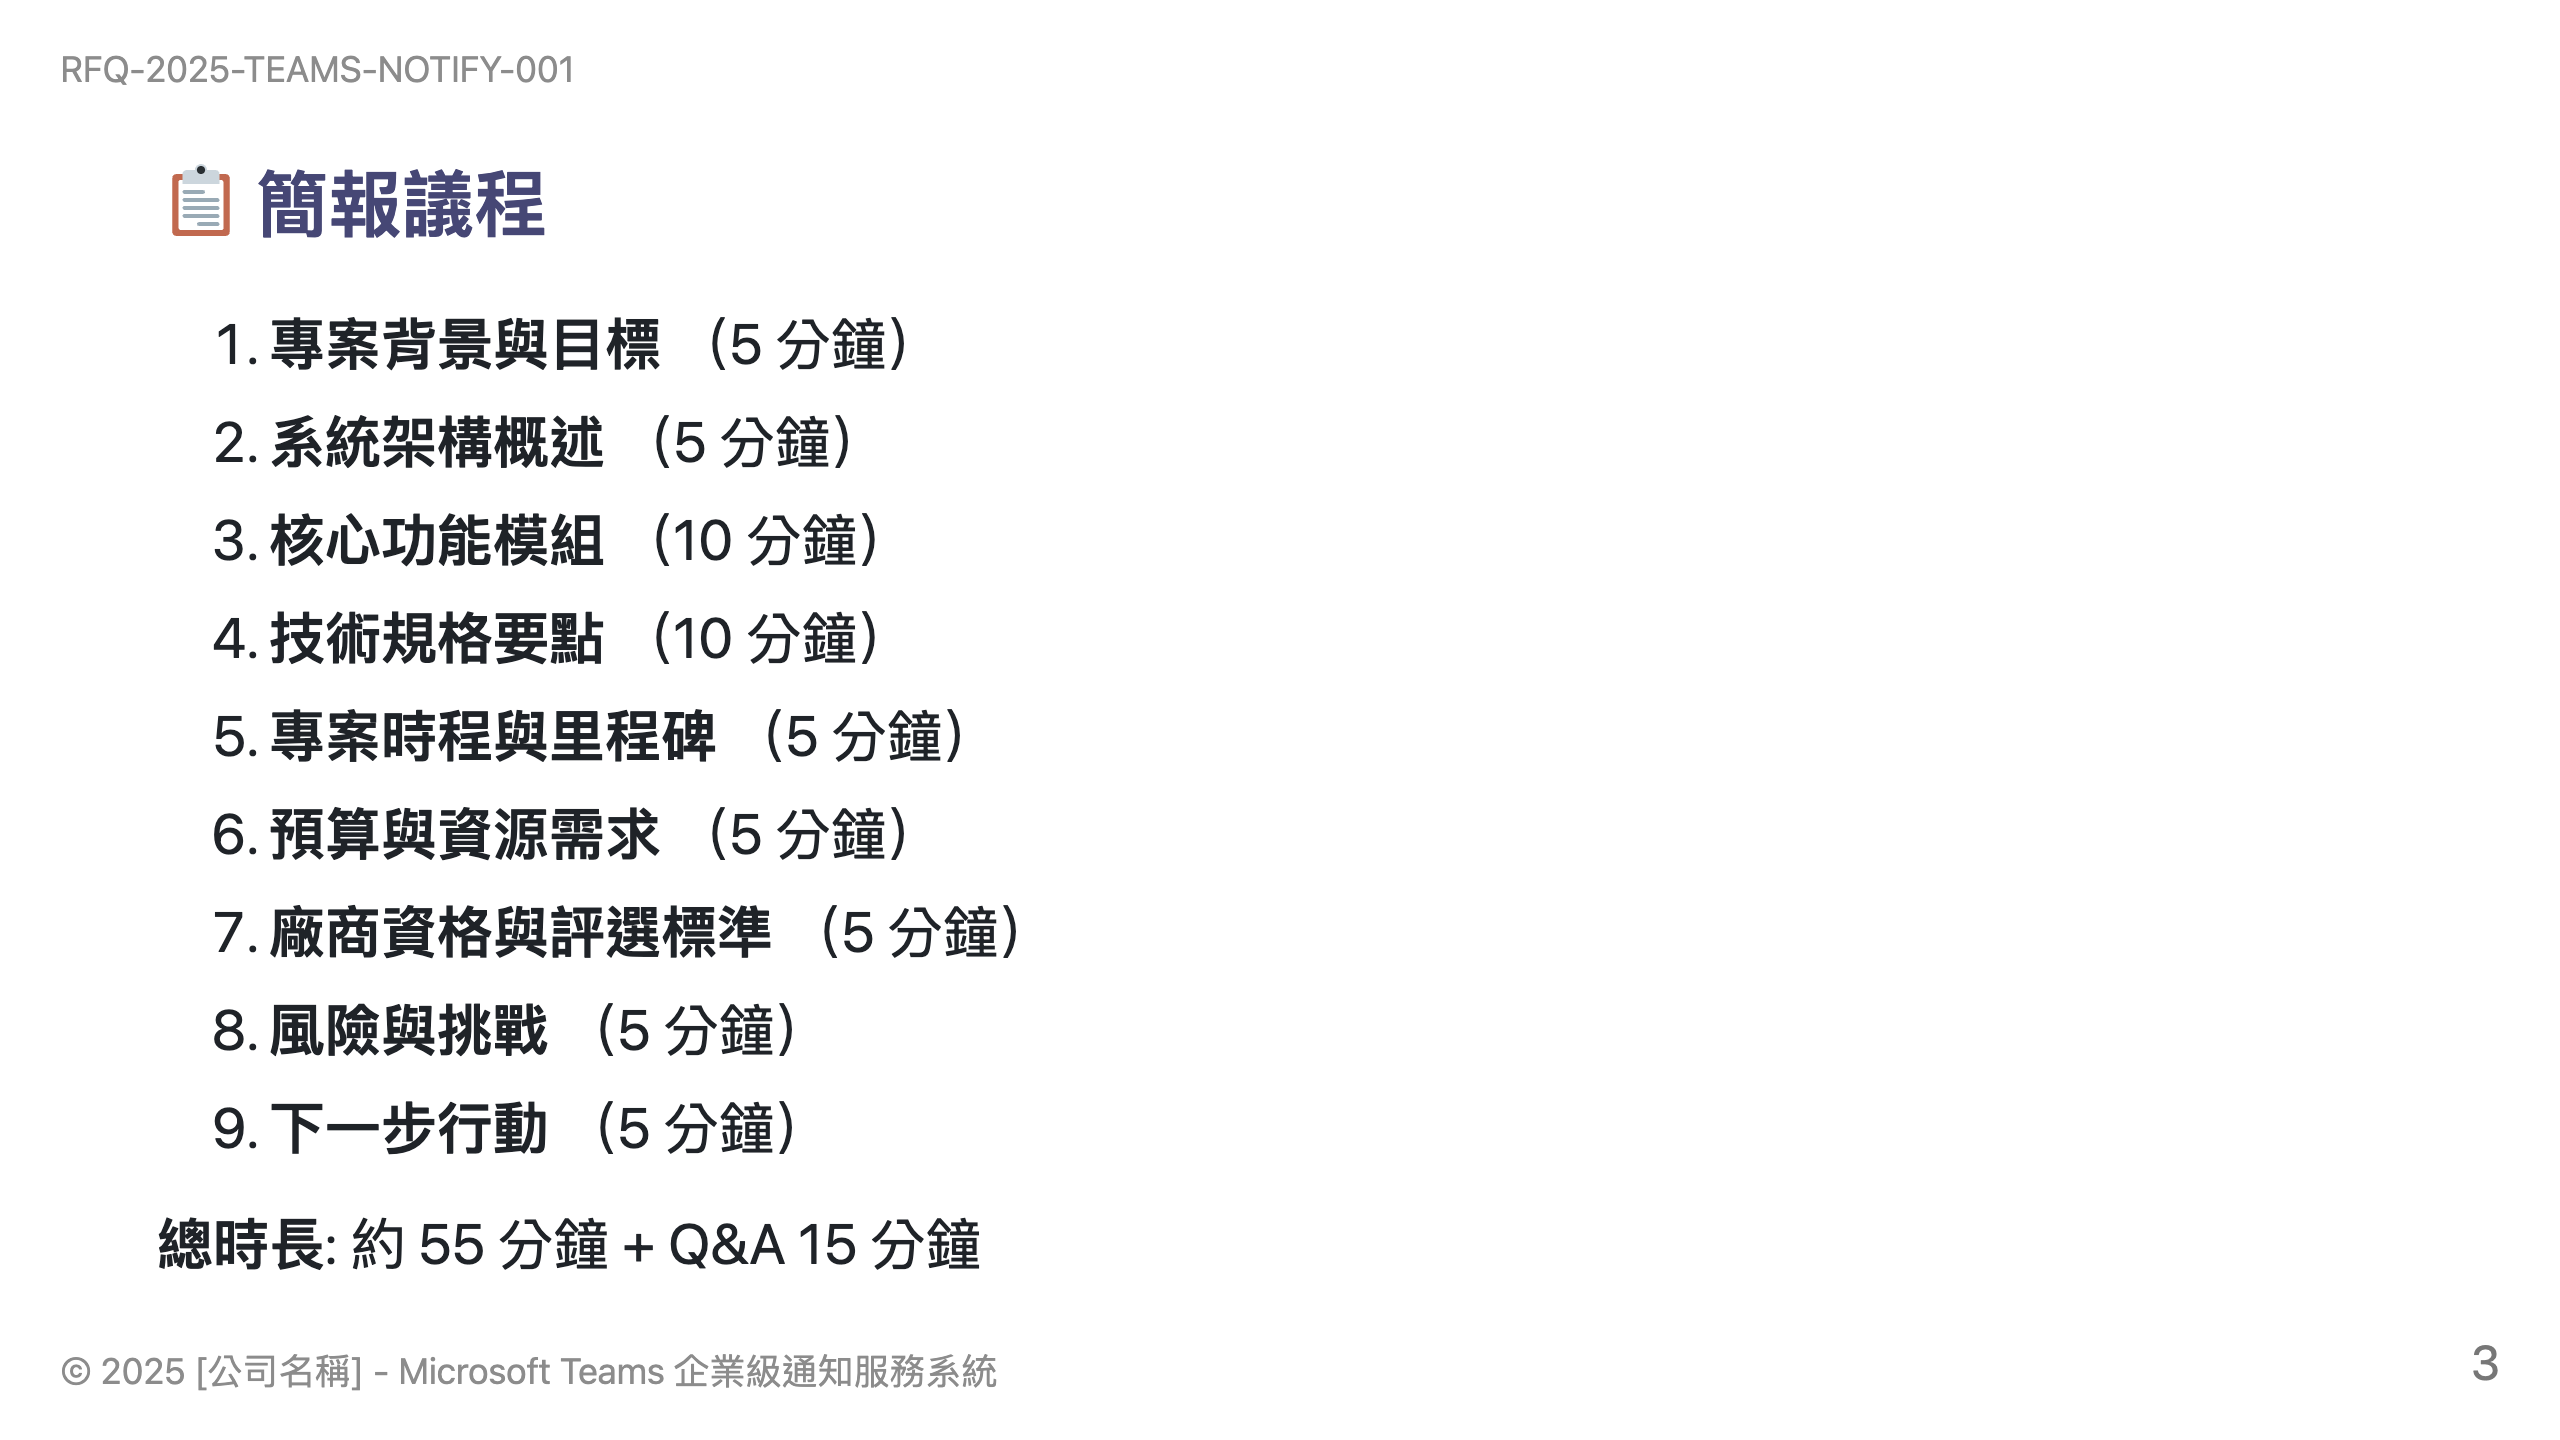 RFQ-2025-TEAMS-NOTIFY-001
📋 簡報議程
1. 專案背景與目標 (5 分鐘)
2. 系統架構概述 (5 分鐘)
3. 核心功能模組 (10 分鐘)
4. 技術規格要點 (10 分鐘)
5. 專案時程與里程碑 (5 分鐘)
6. 預算與資源需求 (5 分鐘)
7. 廠商資格與評選標準 (5 分鐘)
8. 風險與挑戰 (5 分鐘)
9. 下一步行動 (5 分鐘)
總時長: 約 55 分鐘 + Q&A 15 分鐘
© 2025 [公司名稱] - Microsoft Teams 企業級通知服務系統
3